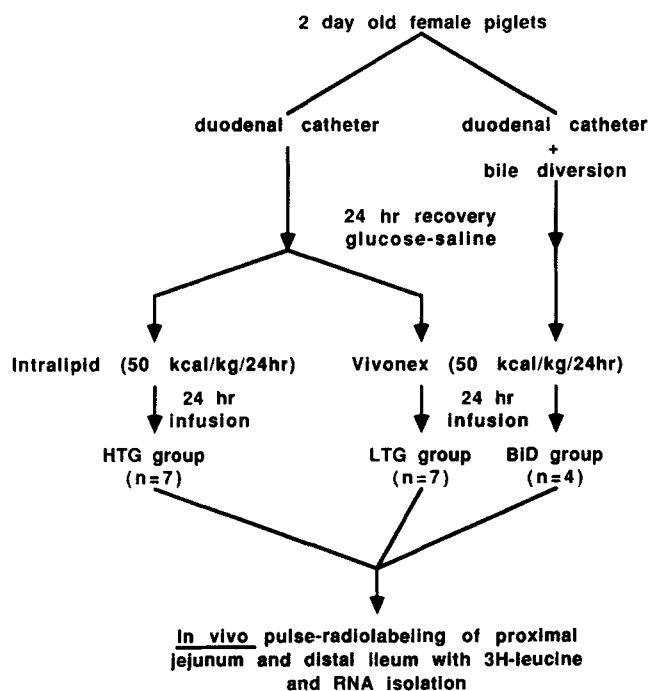 2 day old female piglets
duodenal catheter
duodenal catheter
+
bile diversion
24 hr recovery
glucose-saline
Intralipid (50 kcal/kg/24hr)
Vivonex (50 kcal/kg/24hr)
24 hr
infusion
24 hr
infusion
HTG group
(n=7)
LTG group
(n=7)
BiD group
(n=4)
In vivo pulse-radiolabeling of proximal
jejunum and distal ileum with 3H-leucine
and RNA isolation